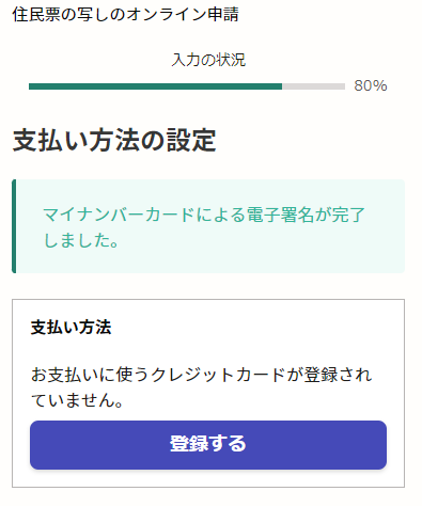 住民票の写しのオンライン申請
入力の状況
80%
支払い方法の設定
マイナンバーカードによる電子署名が完了
しました。
支払い方法
お支払いに使うクレジットカードが登録され
ていません。
登録する